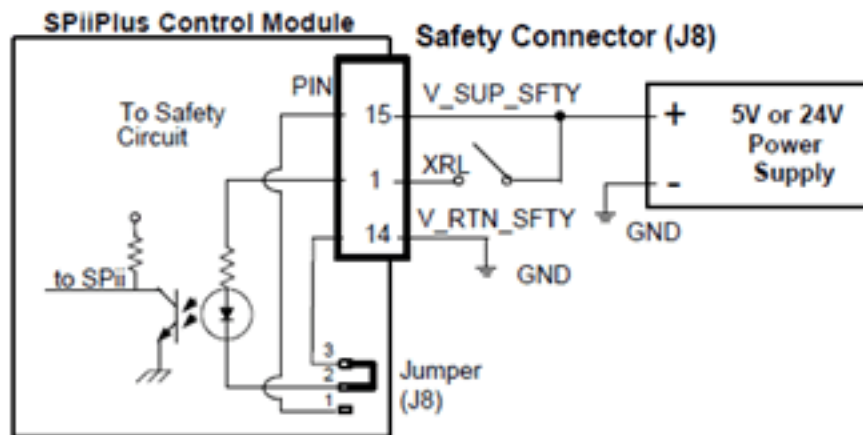 SPiiPlus Control Module
Safety Connector (J8)
PIN
To Safety
Circuit
15
V_SUP_SFTY
+
5V or 24V
Power
Supply
1
XRL
-
GND
14
V_RTN_SFTY
GND
to SPii
3
2
1
Jumper
(J8)